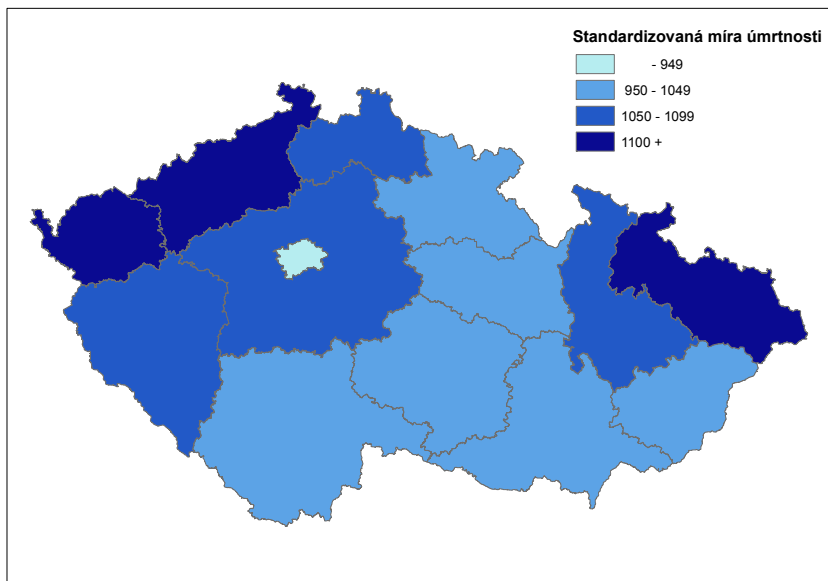 Standardizovaná míra úmrtnosti
- 949
950 - 1049
1050 - 1099
1100 +